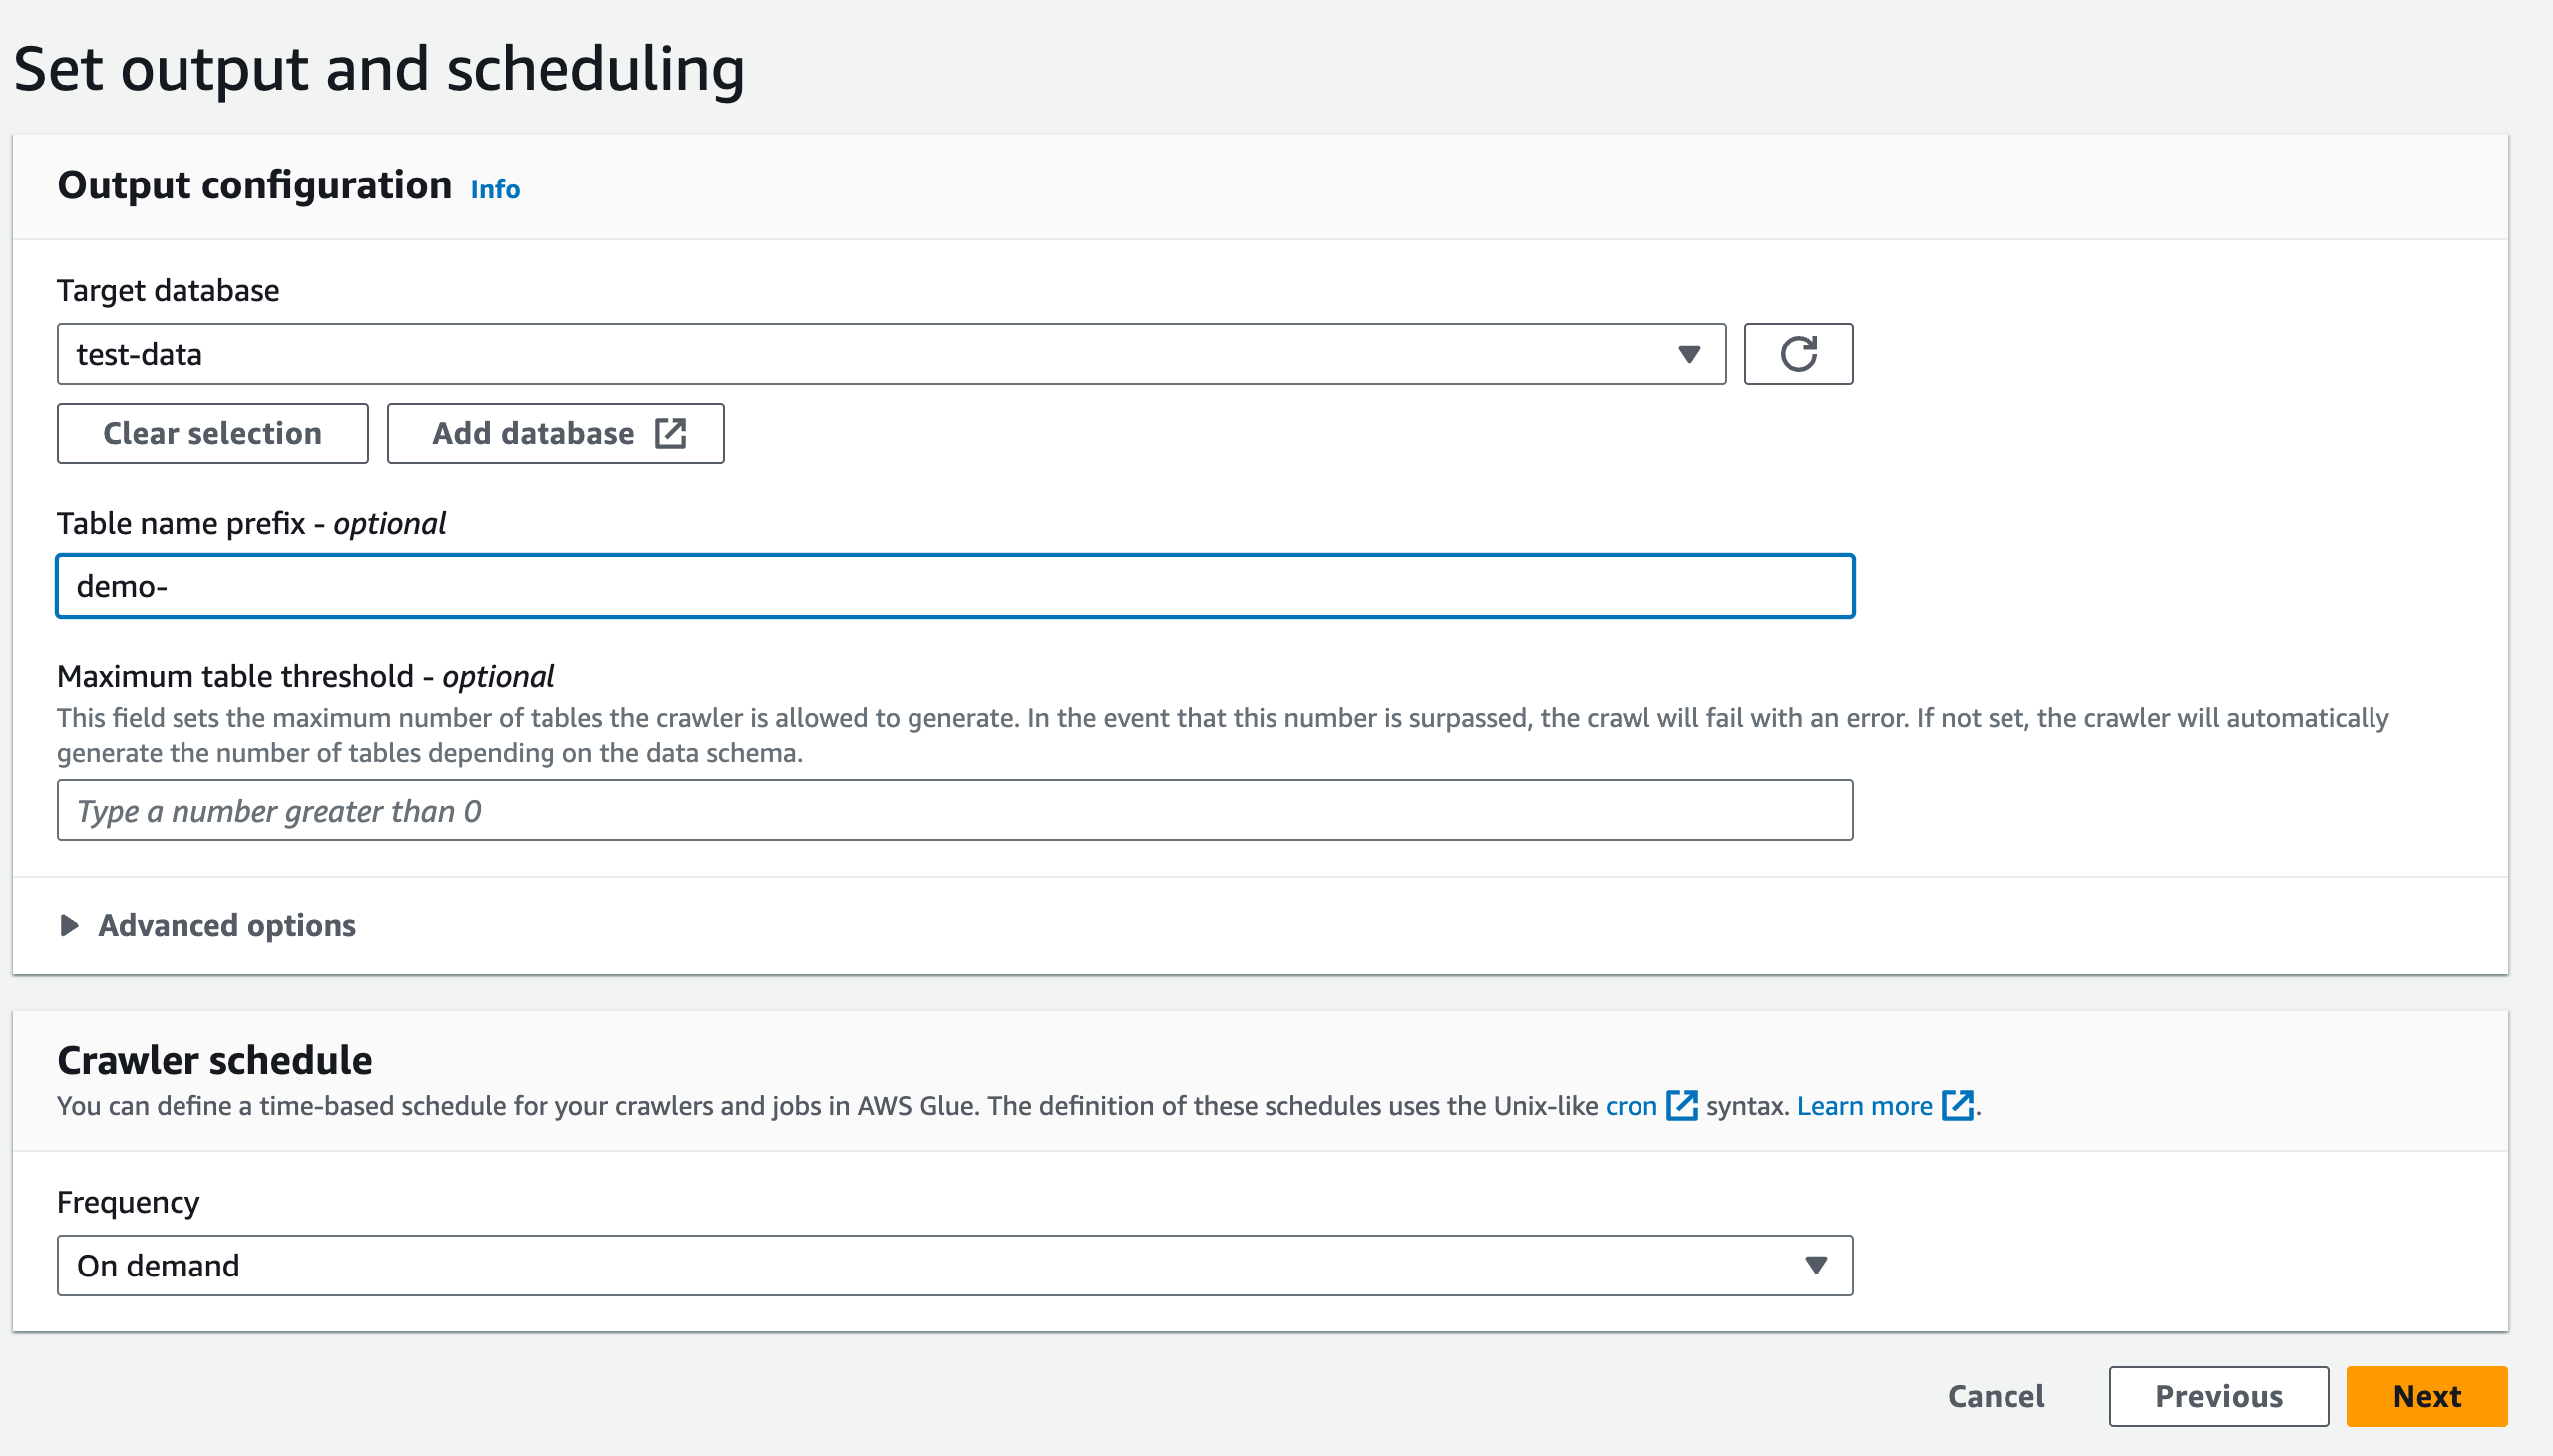 Set output and scheduling
Output configuration Info
Target database
test-data
Clear selection Add database
Table name prefix - optional
demo-
Maximum table threshold - optional
This field sets the maximum number of tables the crawler is allowed to generate. In the event that this number is surpassed, the crawl will fail with an error. If not set, the crawler will automatically
generate the number of tables depending on the data schema.
Type a number greater than 0
Advanced options
Crawler schedule
You can define a time-based schedule for your crawlers and jobs in AWS Glue. The definition of these schedules uses the Unix-like cron syntax. Learn more .
Frequency
On demand
Cancel Previous Next